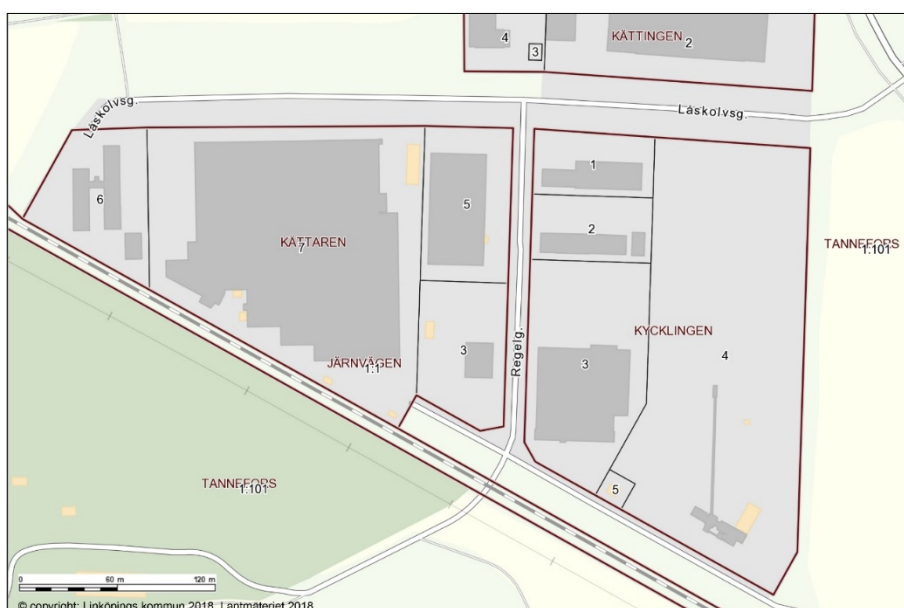 4
3
KÄTTINGEN
2
Låskolvsg.
Låskolvsg.
6
KÄTTAREN
7
5
1
2
TANNEFORS
1:101
KYCKLINGEN
4
Regelg.
3
3
JÄRNVÄGEN
1:1
TANNEFORS
1:101
5
0 60 m 120 m
© copyright: Linköpings kommun 2018, Lantmäteriet 2018